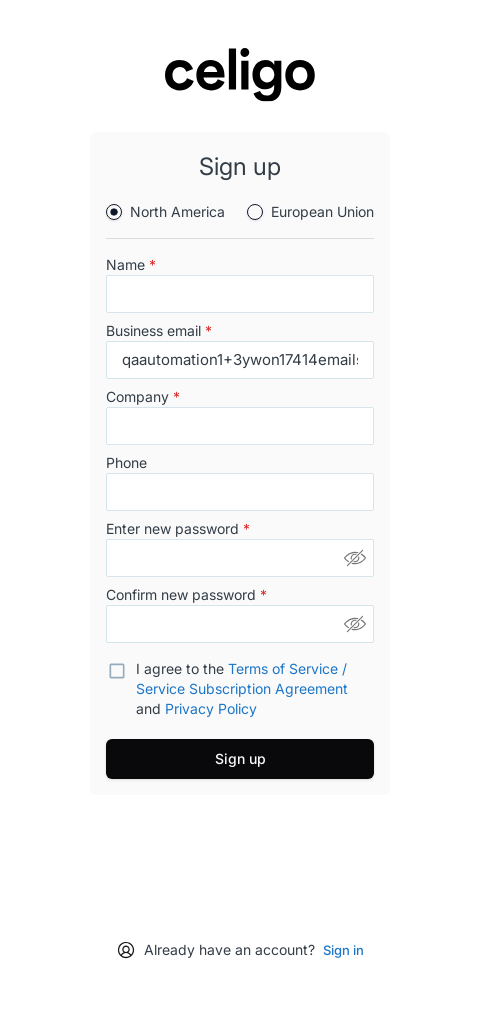 celigo
Sign up
North America
European Union
Name *
Business email *
qaautomation1+3ywon17414email
Company *
Phone
Enter new password *
Confirm new password *
I agree to the Terms of Service /
Service Subscription Agreement
and Privacy Policy
Sign up
Already have an account? Sign in